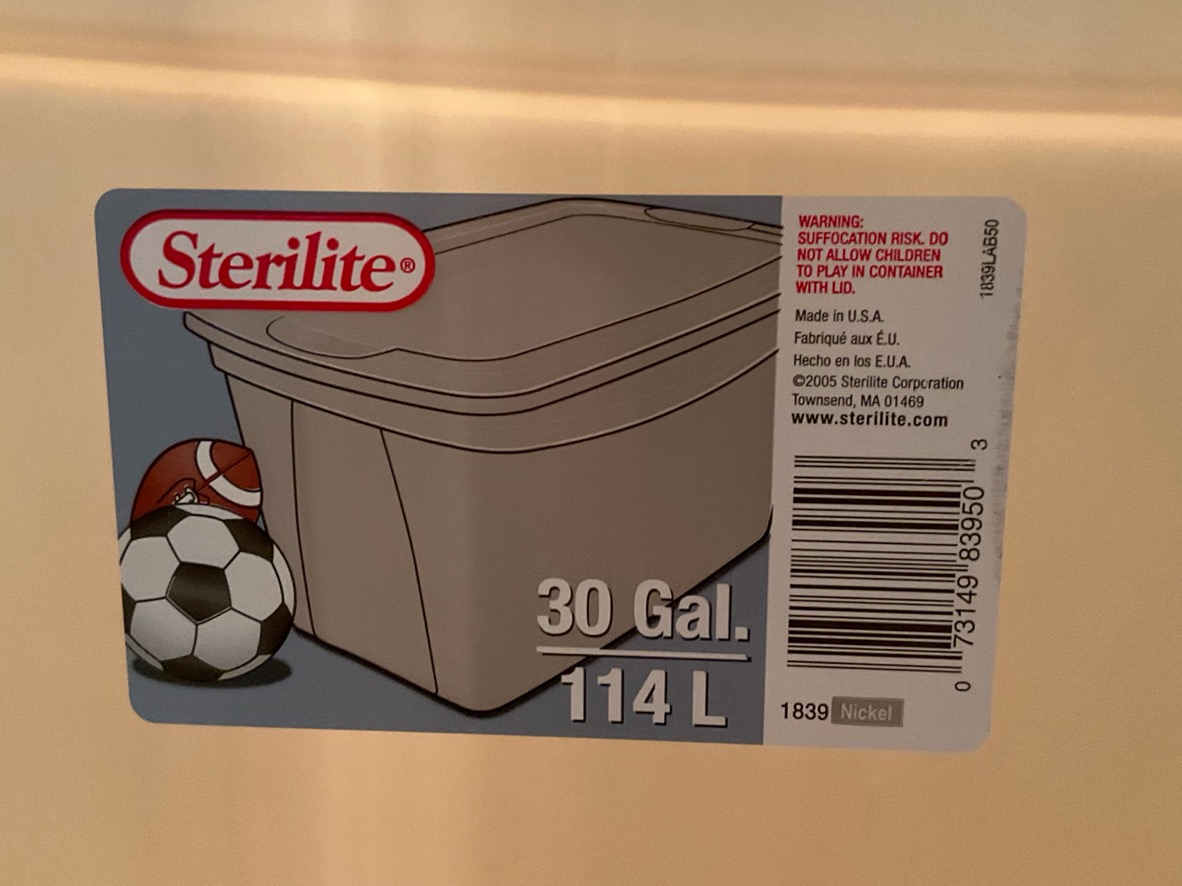 Sterilite®
30 Gal.
114 L
WARNING:
SUFFOCATION RISK. DO
NOT ALLOW CHILDREN
TO PLAY IN CONTAINER
WITH LID.
Made in U.S.A.
Fabriqué aux É.U.
Hecho en los E.U.A.
©2005 Sterilite Corporation
Townsend, MA 01469
www.sterilite.com
1839LAB50
0 73149 83950 3
1839 Nickel